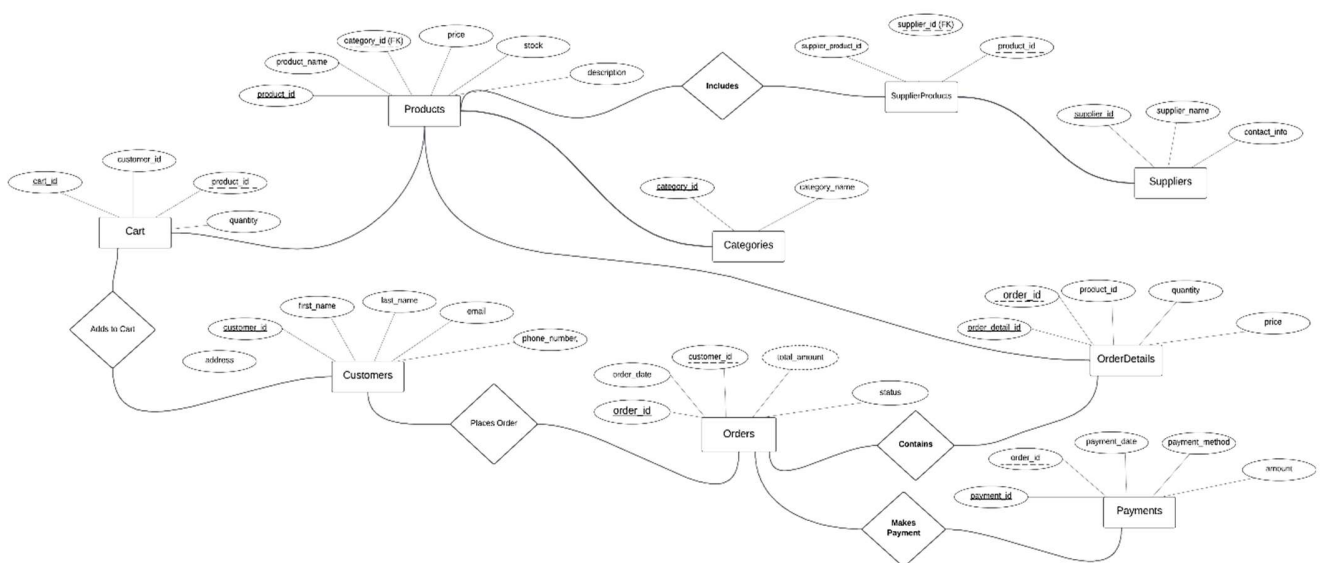 supplier_id (FK)
price
category_id (FK)
stock
supplier_product_id
product_id
product_name
description
product_id
Products
Includes
SupplierProducts
supplier_id
supplier_name
contact_info
Suppliers
customer_id
cart_id
product_id
quantity
Cart
category_id
category_name
Categories
first_name
last_name
email
customer_id
phone_number,
address
Customers
Adds to Cart
order_id
product_id
quantity
order_detail_id
price
OrderDetails
order_date
customer_id
total_amount
status
order_id
Orders
Places Order
Contains
order_id
payment_date
payment_method
amount
payment_id
Payments
Makes
Payment